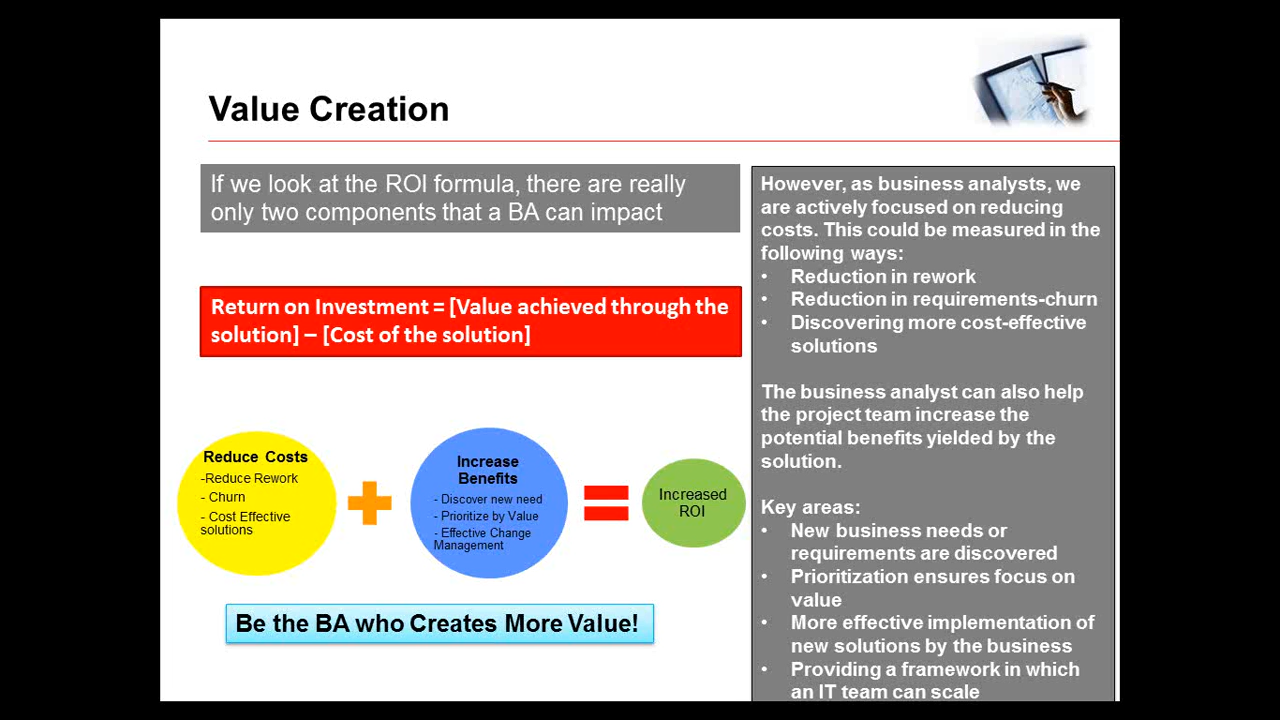 Value Creation
If we look at the ROI formula, there are really
only two components that a BA can impact
Return on Investment = [Value achieved through the
solution] – [Cost of the solution]
Reduce Costs
-Reduce Rework
- Churn
- Cost Effective
solutions
Increase
Benefits
- Discover new need
- Prioritize by Value
- Effective Change
Management
Increased
ROI
Be the BA who Creates More Value!
However, as business analysts, we
are actively focused on reducing
costs. This could be measured in the
following ways:
• Reduction in rework
• Reduction in requirements-churn
• Discovering more cost-effective
solutions
The business analyst can also help
the project team increase the
potential benefits yielded by the
solution.
Key areas:
• New business needs or
requirements are discovered
• Prioritization ensures focus on
value
• More effective implementation of
new solutions by the business
• Providing a framework in which
an IT team can scale